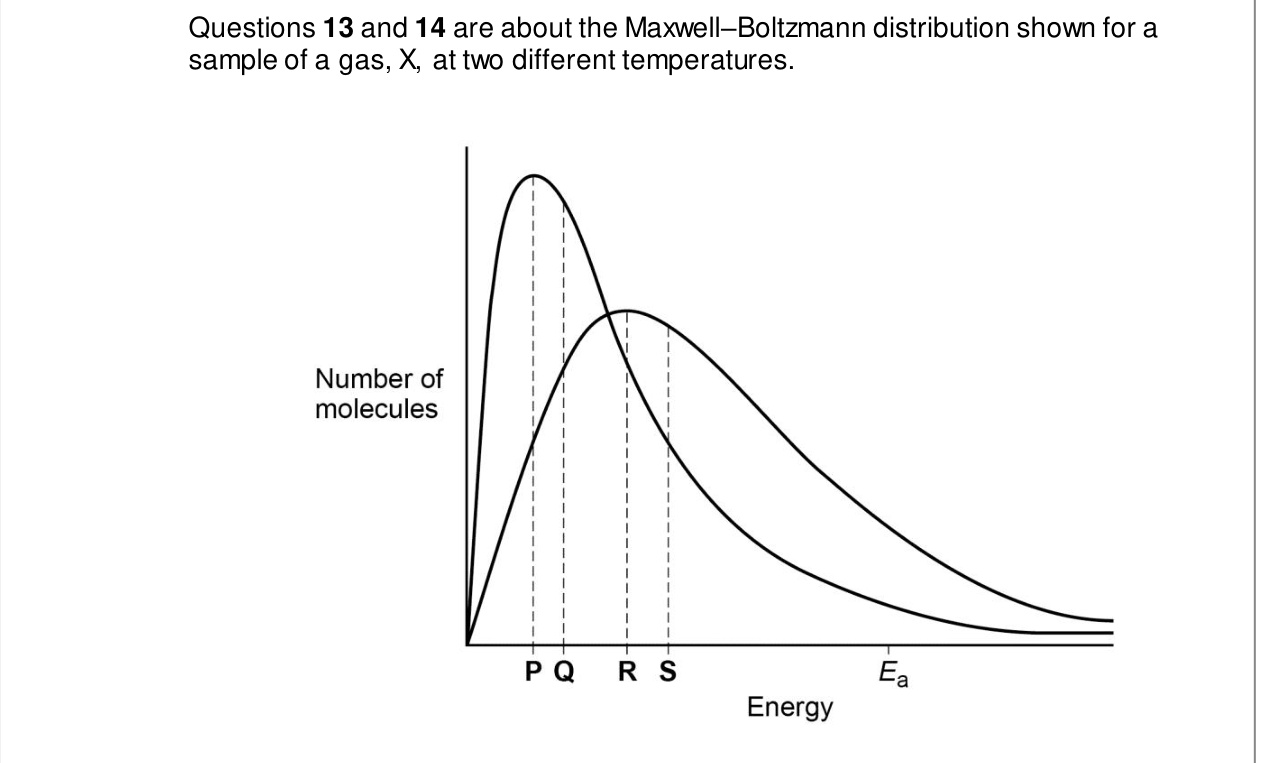 Questions 13 and 14 are about the Maxwell–Boltzmann distribution shown for a
sample of a gas, X, at two different temperatures.
Number of
molecules
P Q R S Ea
Energy